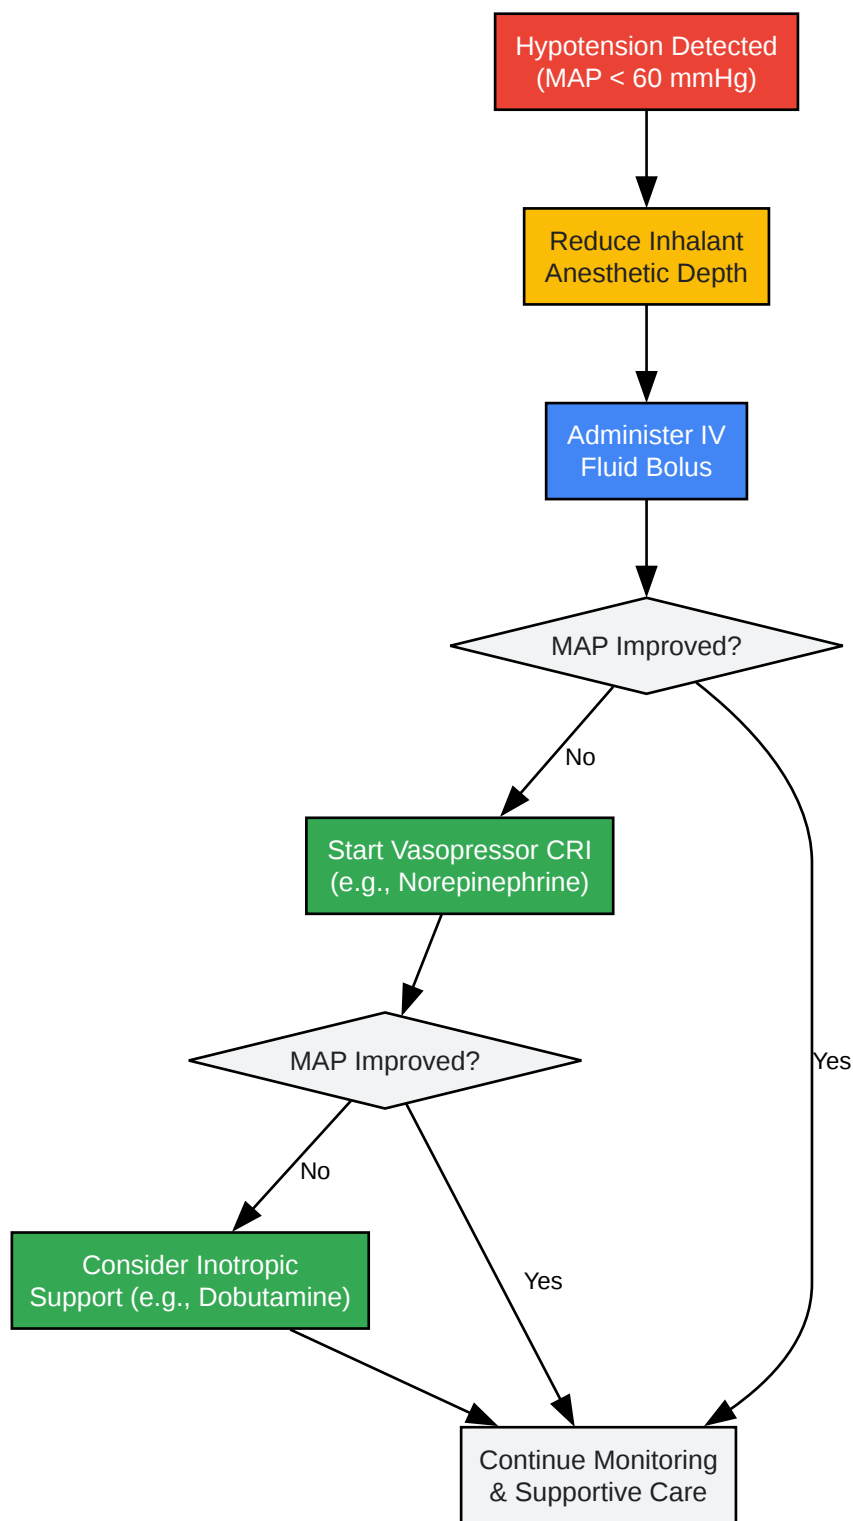 Hypotension Detected
(MAP < 60 mmHg)
Reduce Inhalant
Anesthetic Depth
Administer IV
Fluid Bolus
MAP Improved?
No
Start Vasopressor CRI
(e.g., Norepinephrine)
MAP Improved?
Yes
No
Consider Inotropic
Support (e.g., Dobutamine)
Yes
Continue Monitoring
& Supportive Care